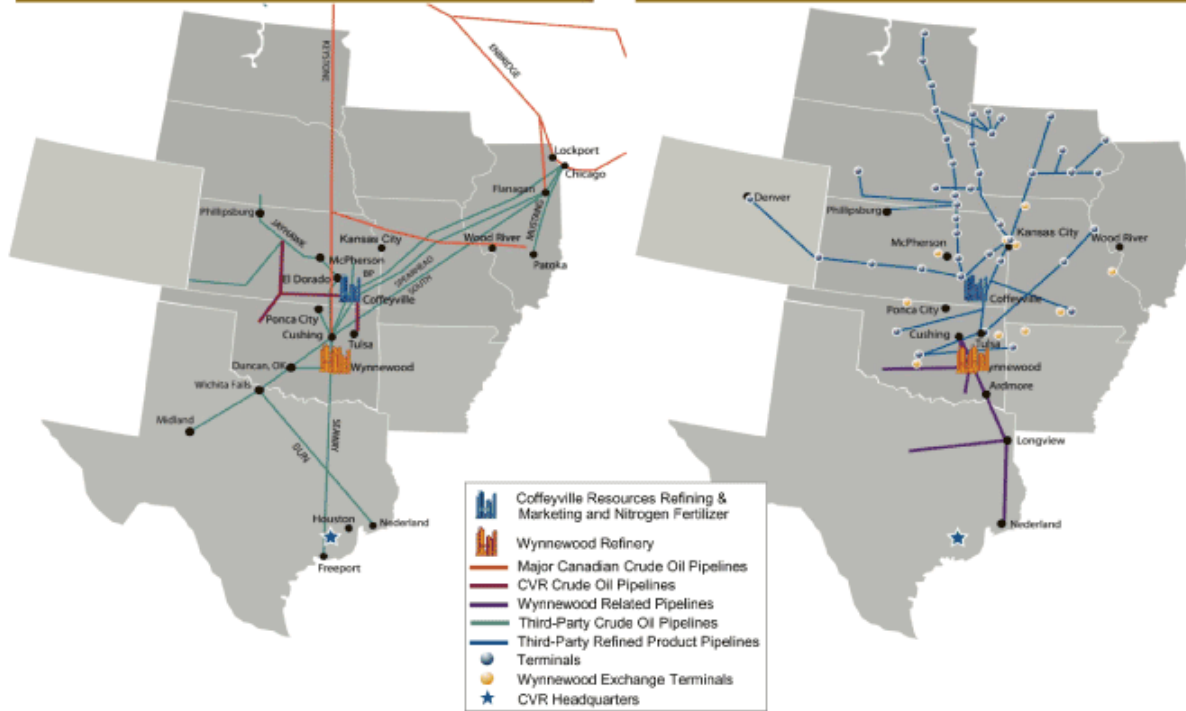 KEYSTONE
ENBRIDGE
Lockport
Chicago
Flanagan
MUSTANG
Phillipsburg
JAYHAWK
Kansas City
Wood River
McPherson
Patoka
BP
El Dorado
SPEARHEAD
SOUTH
Coffeyville
Ponca City
Cushing
Tulsa
Duncan, OK
Wynnewood
Wichita Falls
Midland
SUN
SEAWAY
Houston
Nederland
Freeport
Denver
Phillipsburg
Kansas City
McPherson
Wood River
Coffeyville
Ponca City
Cushing
Tulsa
ynnewood
Ardmore
Longview
Nederland
Coffeyville Resources Refining &
Marketing and Nitrogen Fertilizer
Wynnewood Refinery
Major Canadian Crude Oil Pipelines
CVR Crude Oil Pipelines
Wynnewood Related Pipelines
Third-Party Crude Oil Pipelines
Third-Party Refined Product Pipelines
Terminals
Wynnewood Exchange Terminals
CVR Headquarters